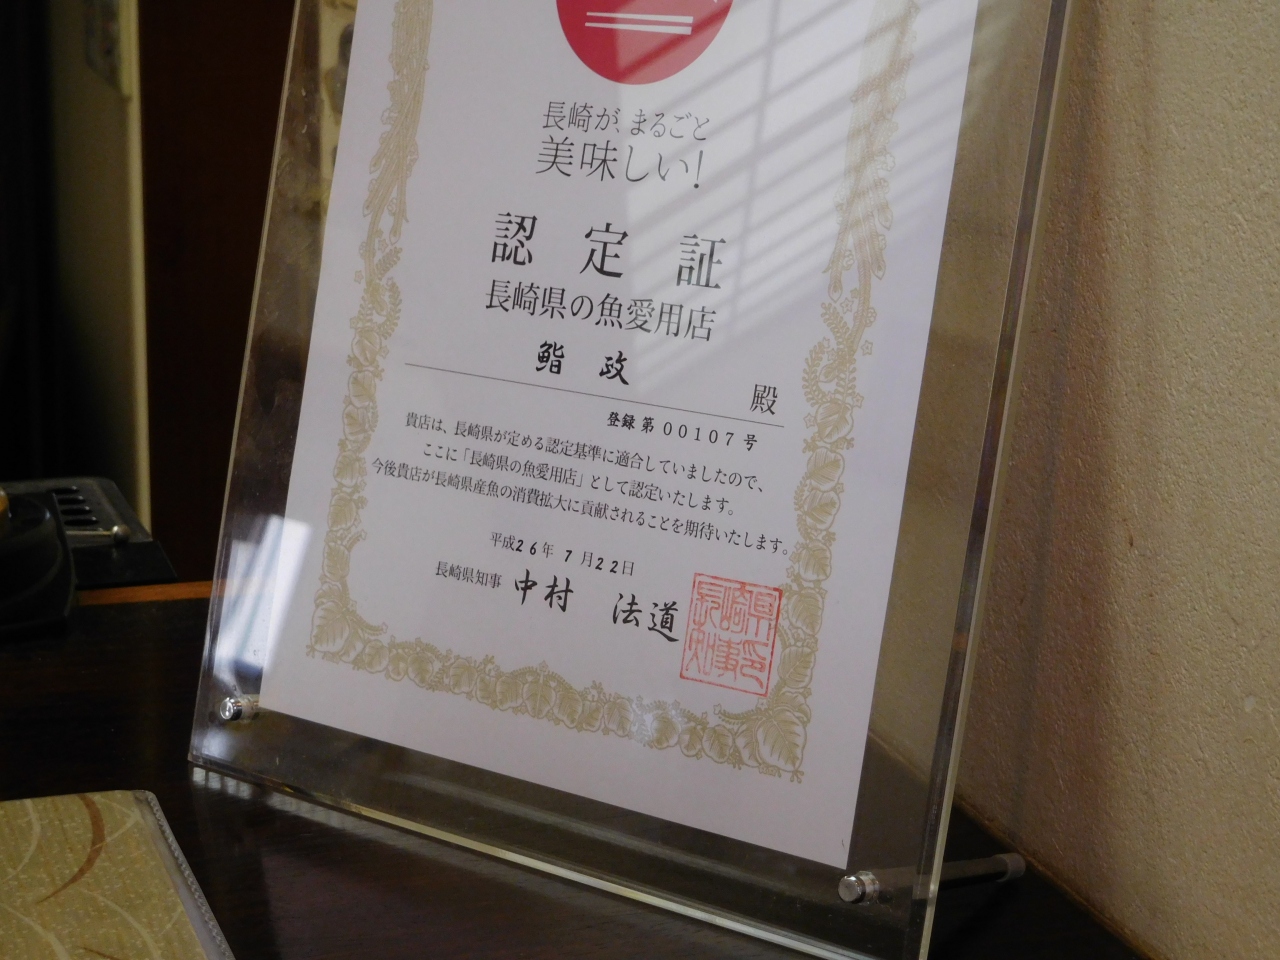 長崎が、まるごと
美味しい!
認定証
長崎県の魚愛用店
鮨 政
殿
登録第00107号
貴店は、長崎県が定める認定基準に適合していましたので、
ここに「長崎県の魚愛用店」として認定いたします。
今後貴店が長崎県産魚の消費拡大に貢献されることを期待いたします。
平成26年7月22日
長崎県知事 中村 法道
長崎県知事印